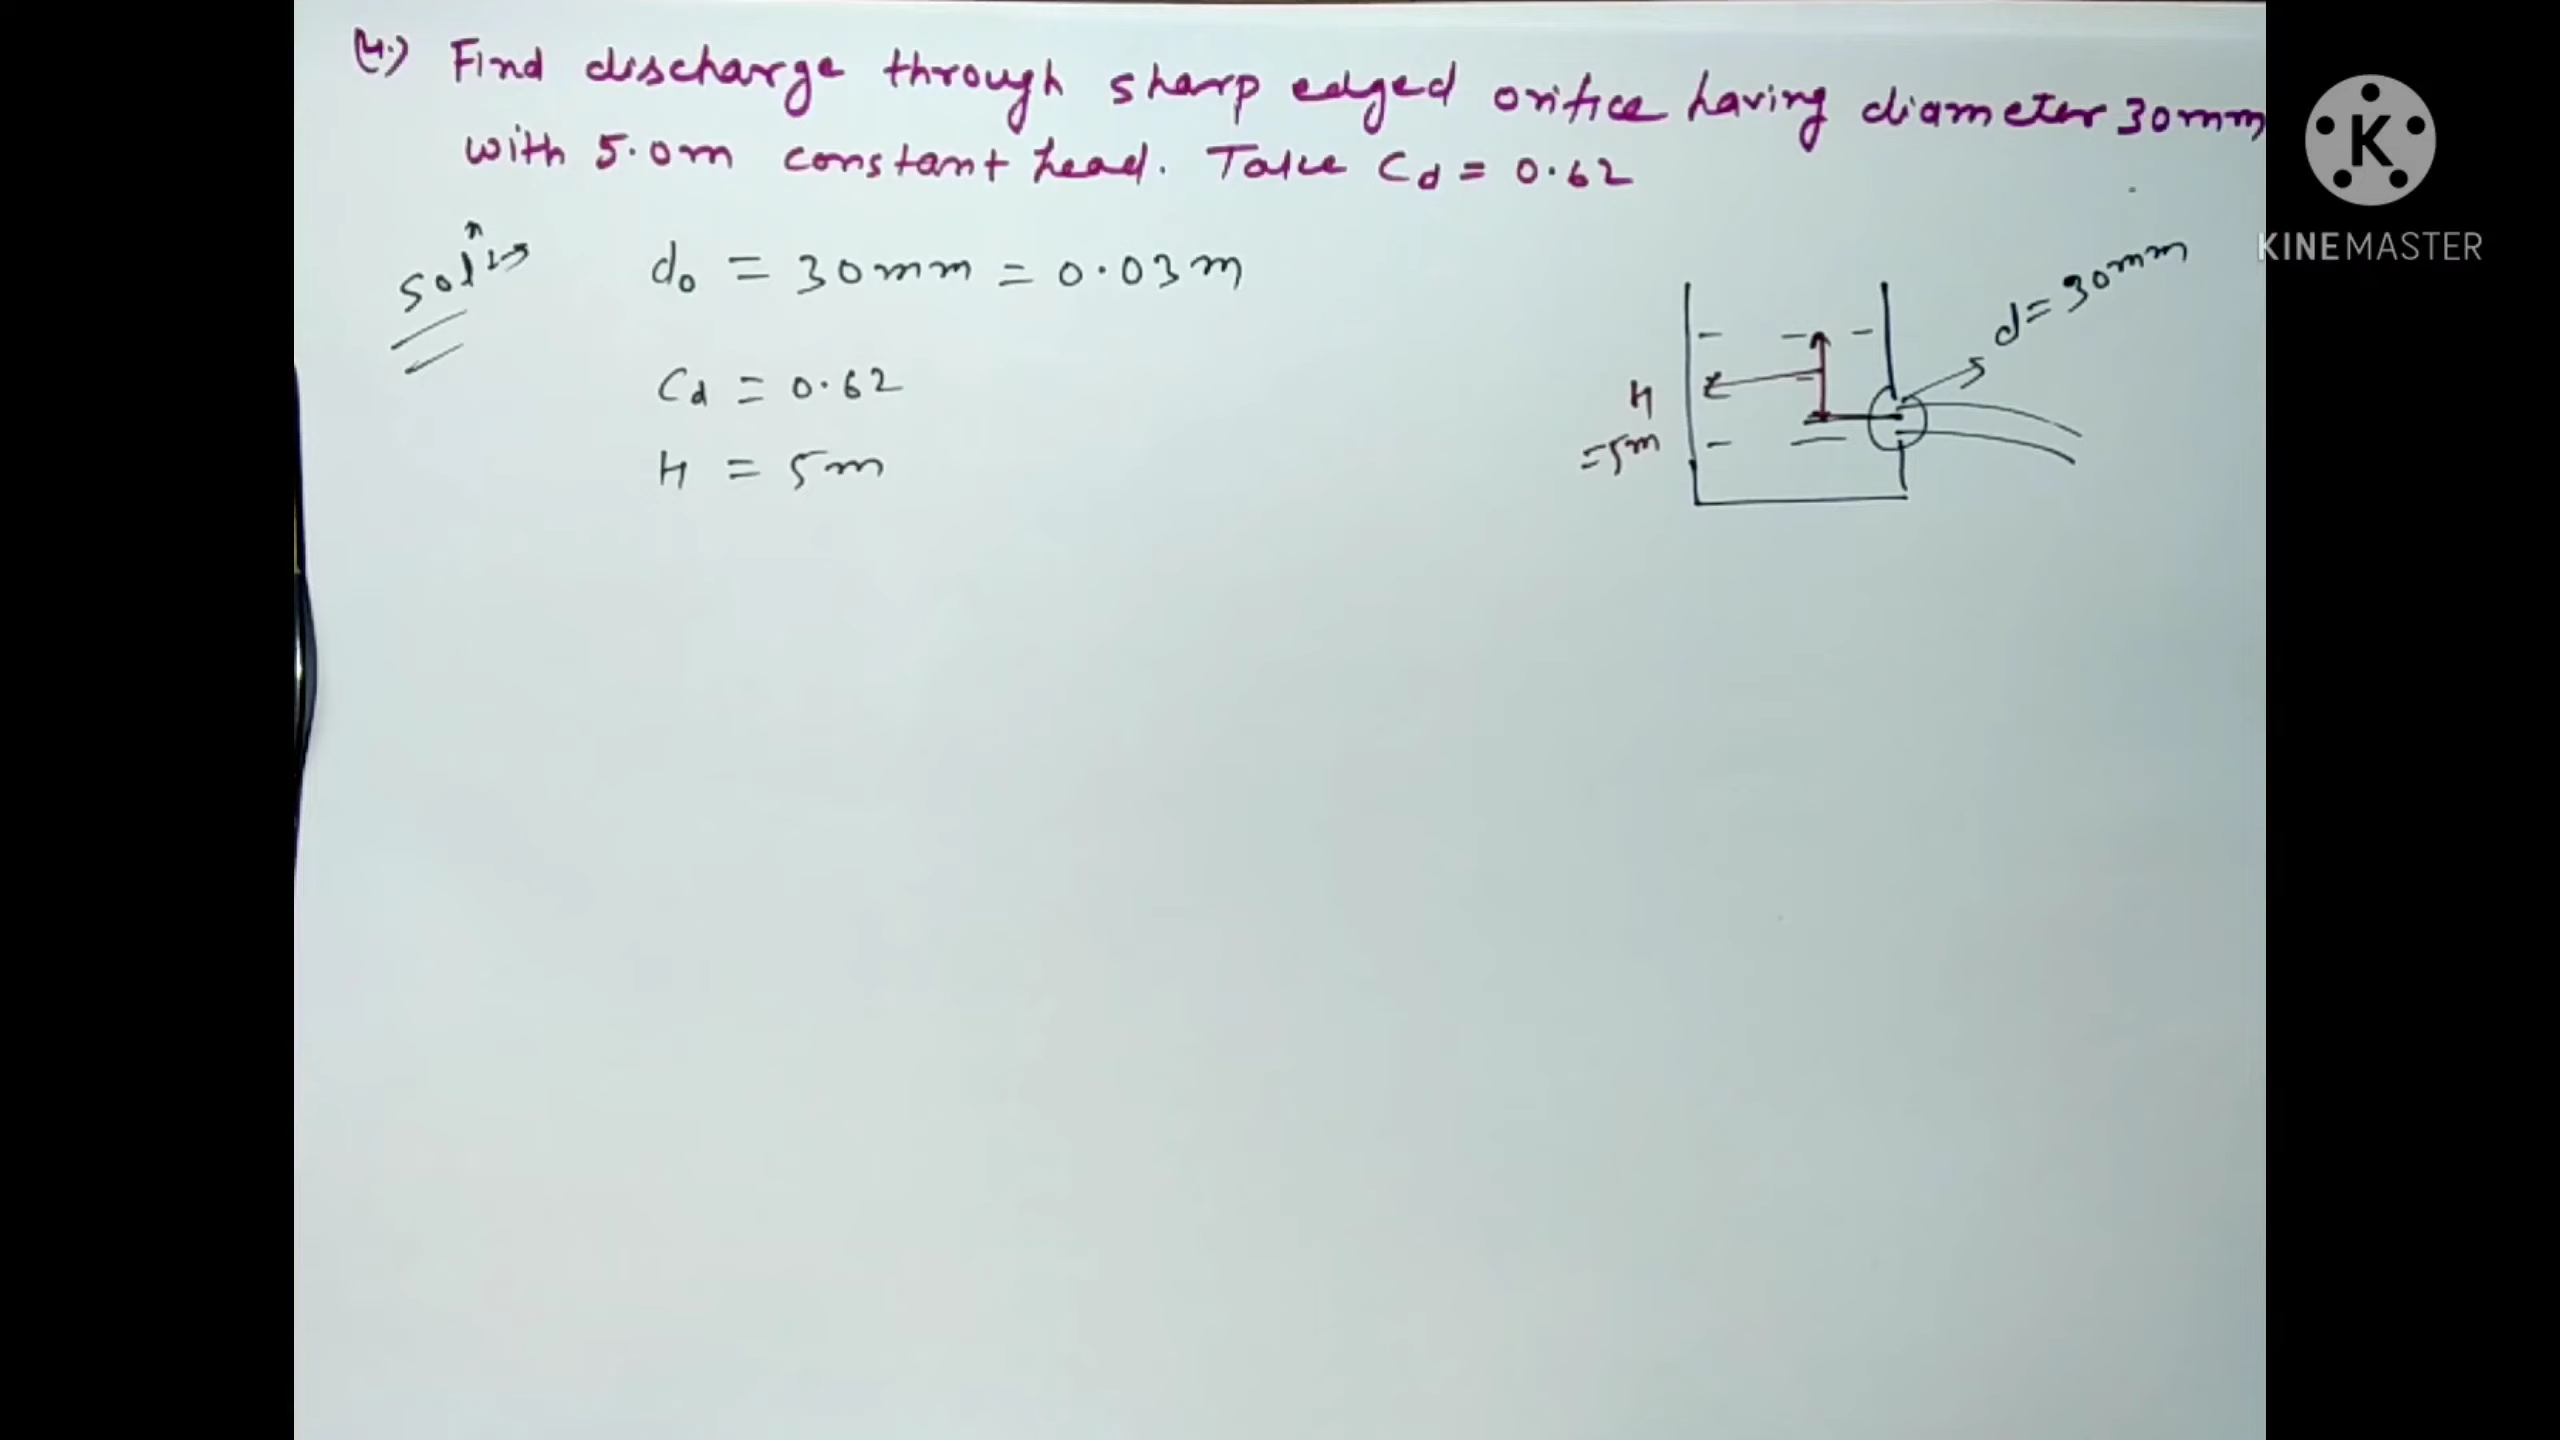 (4.) Find discharge through sharp edged orifice having diameter 30mm
with 5.0m constant head. Take Cd = 0.62
K
KINEMASTER
Solⁿ→
d₀ = 30mm = 0.03m
d=30mm
Cd = 0.62
H
=5m
H = 5m